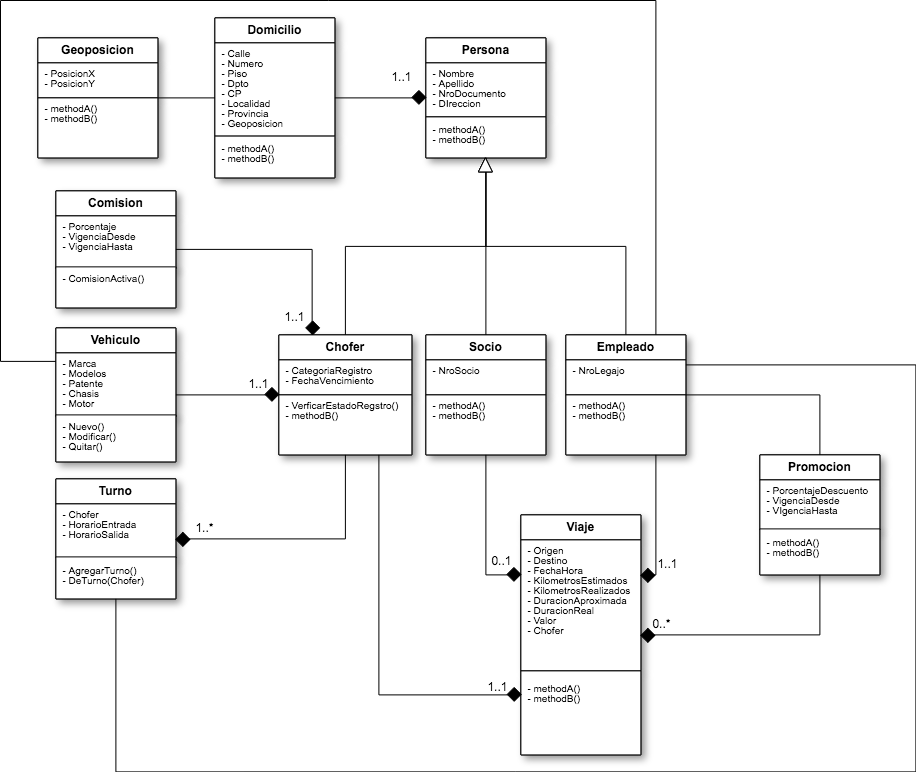 Geoposicion
- PosicionX
- PosicionY
- methodA()
- methodB()
Domicilio
- Calle
- Numero
- Piso
- Dpto
- CP
- Localidad
- Provincia
- Geoposicion
- methodA()
- methodB()
1..1
Persona
- Nombre
- Apellido
- NroDocumento
- DIreccion
- methodA()
- methodB()
Comision
- Porcentaje
- VigenciaDesde
- VigenciaHasta
- ComisionActiva()
1..1
Vehiculo
- Marca
- Modelos
- Patente
- Chasis
- Motor
- Nuevo()
- Modificar()
- Quitar()
1..1
Chofer
- CategoriaRegistro
- FechaVencimiento
- VerficarEstadoRegstro()
- methodB()
Socio
- NroSocio
- methodA()
- methodB()
Empleado
- NroLegajo
- methodA()
- methodB()
Turno
- Chofer
- HorarioEntrada
- HorarioSalida
- AgregarTurno()
- DeTurno(Chofer)
1..*
Promocion
- PorcentajeDescuento
- VigenciaDesde
- VIgenciaHasta
- methodA()
- methodB()
Viaje
- Origen
- Destino
- FechaHora
- KilometrosEstimados
- KilometrosRealizados
- DuracionAproximada
- DuracionReal
- Valor
- Chofer
- methodA()
- methodB()
0..1
1..1
0..*
1..1